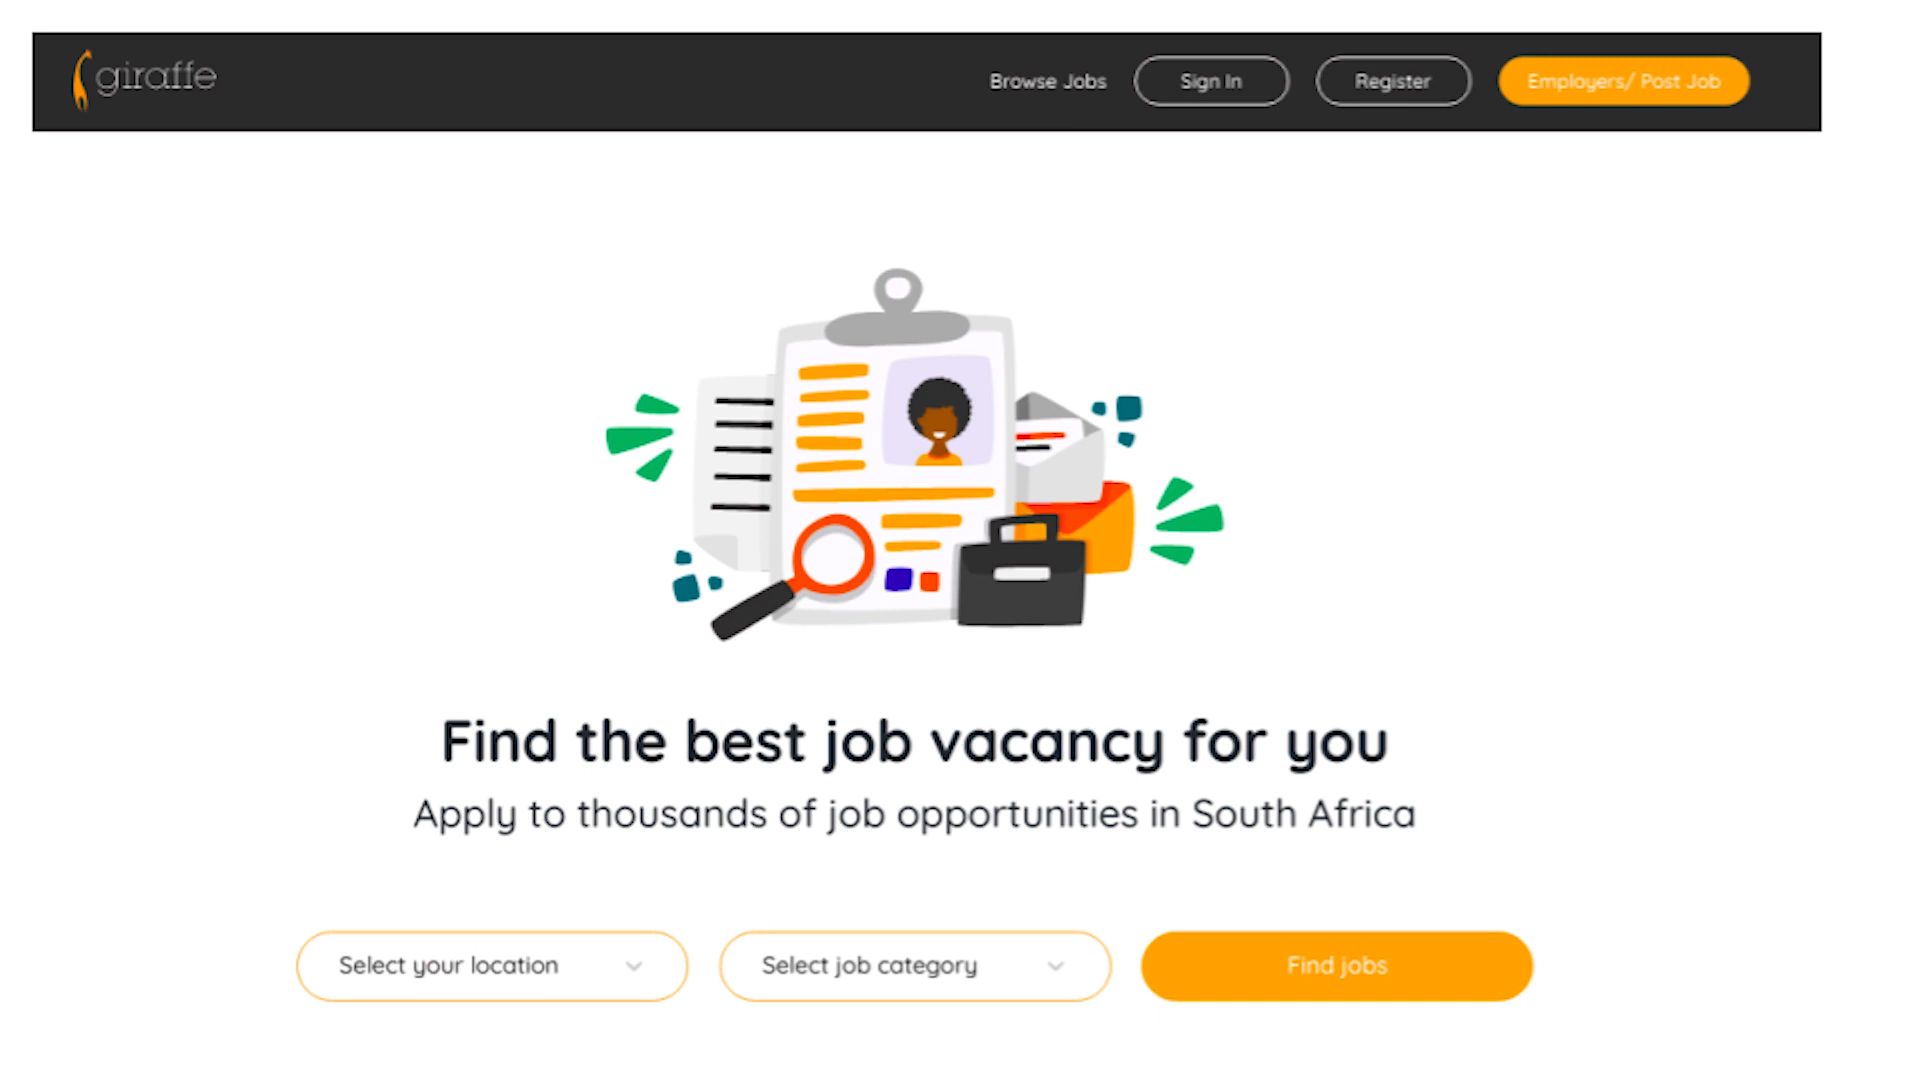 giraffe
Browse Jobs
Sign In
Register
Employers/ Post Job
Find the best job vacancy for you
Apply to thousands of job opportunities in South Africa
Select your location
Select job category
Find jobs